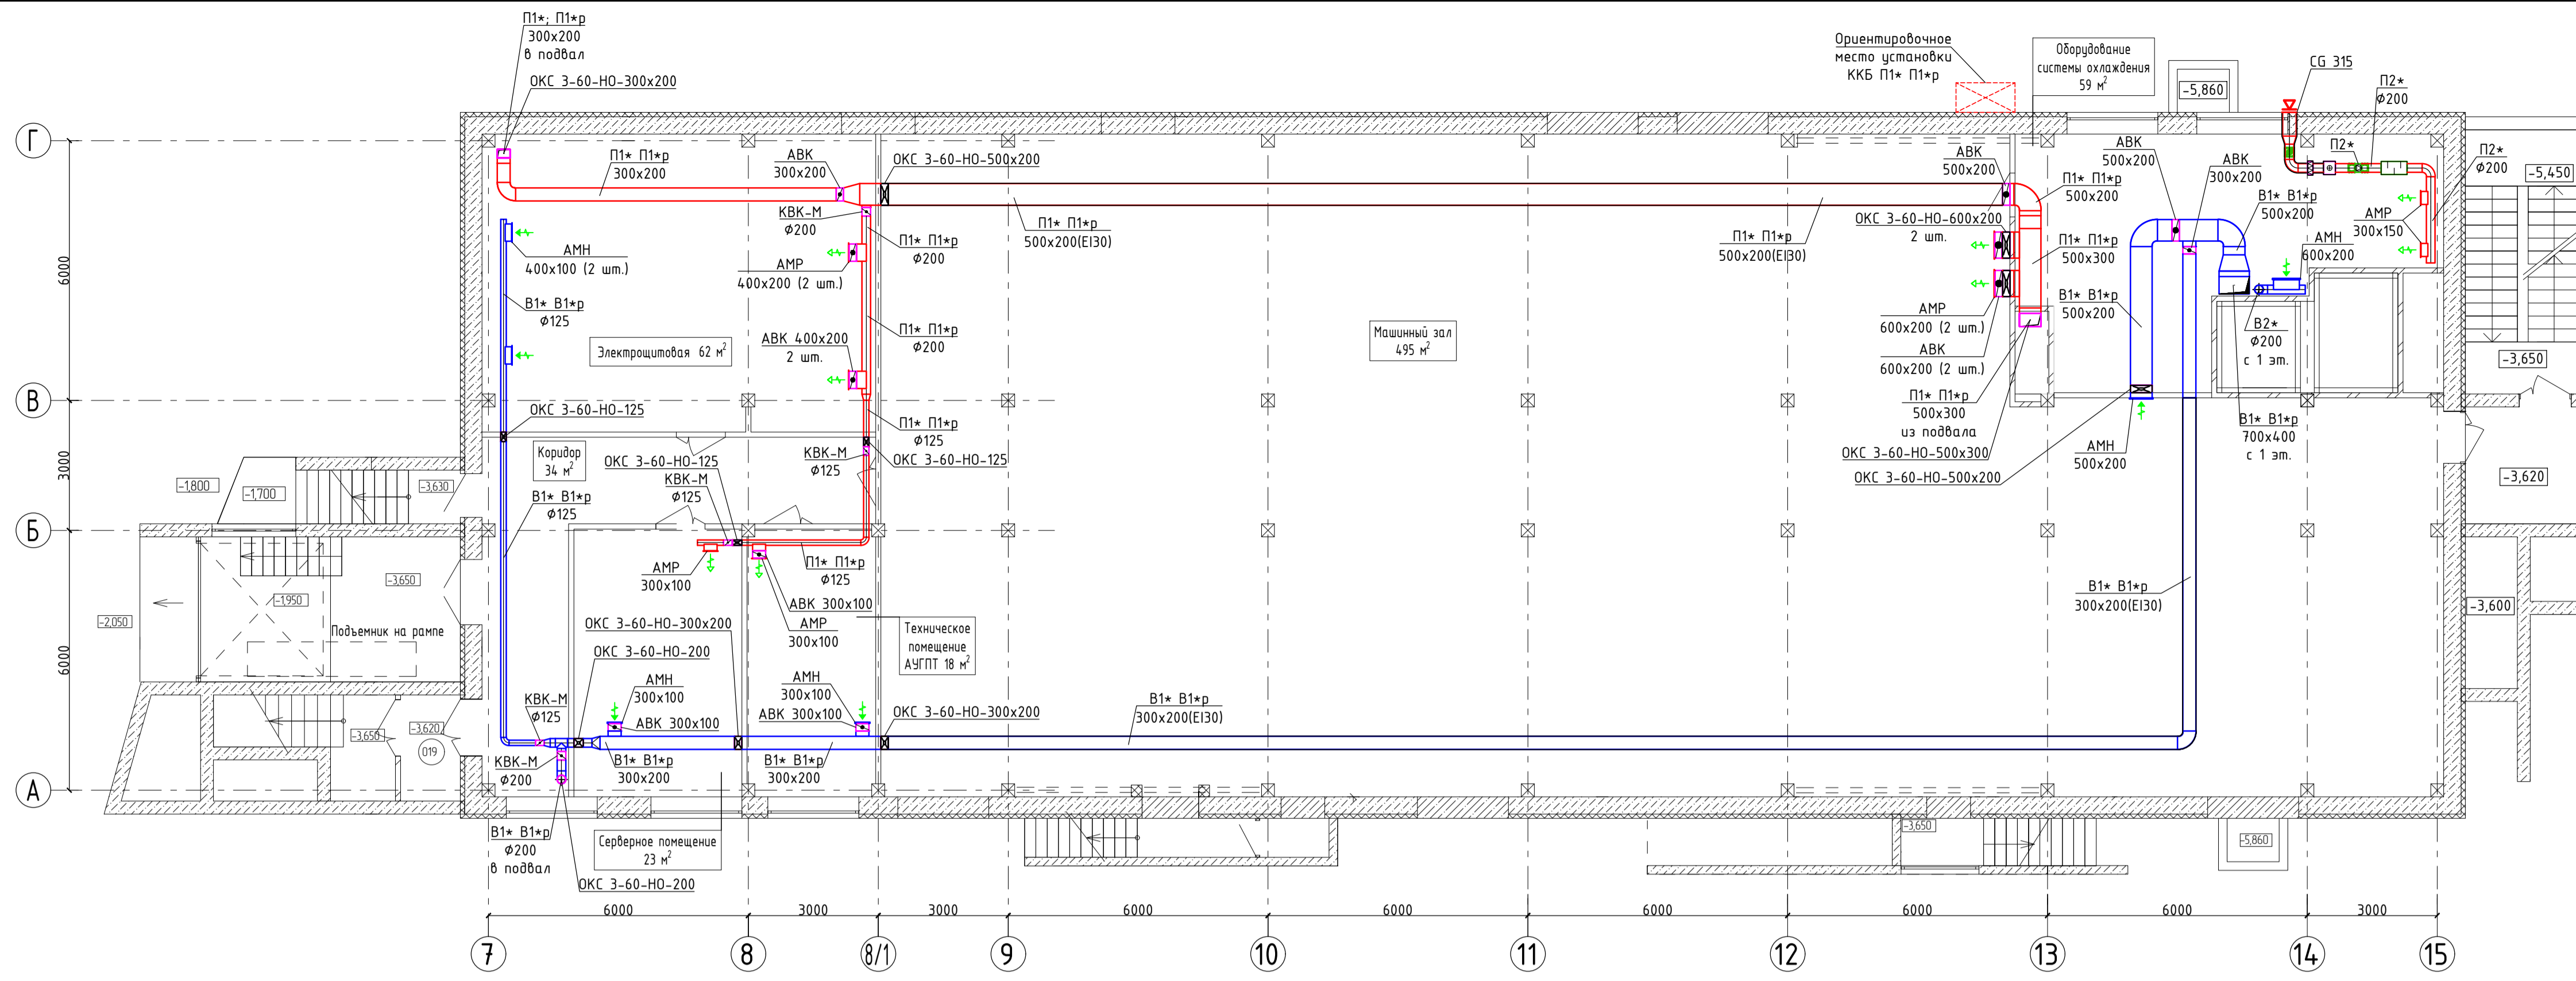 П1*; П1*р
300x200
в подвал
ОКС 3-60-НО-300x200
Ориентировочное
место установки
ККБ П1* П1*р
Оборудование
системы охлаждения
59 м²
-5,860
CG 315
П2*
ф200
Г
П1* П1*р
300x200
АВК
300x200
ОКС 3-60-НО-500x200
АВК
500x200
П1* П1*р
500x200
АВК
500x200
АВК
300x200
П2*
П2*
ф200
-5,450
КВК-М
ф200
П1* П1*р
500x200(EI30)
П1* П1*р
500x200(EI30)
ОКС 3-60-НО-600x200
2 шт.
В1* В1*р
500x200
АМР
300x150
АМН
400x100 (2 шт.)
П1* П1*р
ф200
АМР
400x200 (2 шт.)
П1* П1*р
500x300
АМН
600x200
6000
В1* В1*р
ф125
П1* П1*р
ф200
В1* В1*р
500x200
АМР
600x200 (2 шт.)
В2*
ф200
с 1 эт.
Электрощитовая 62 м²
АВК 400x200
2 шт.
Машинный зал
495 м²
АВК
600x200 (2 шт.)
-3,650
В
ОКС 3-60-НО-125
П1* П1*р
ф125
П1* П1*р
500x300
из подвала
В1* В1*р
700x400
с 1 эт.
3000
Коридор
34 м²
ОКС 3-60-НО-125
КВК-М
ф125
КВК-М
ф125
ОКС 3-60-НО-125
ОКС 3-60-НО-500x300
ОКС 3-60-НО-500x200
АМН
500x200
-3,620
-1,800
-1,700
-3,630
В1* В1*р
ф125
Б
-3,650
-1,950
-2,050
АМР
300x100
П1* П1*р
ф125
АВК 300x100
АМР
300x100
В1* В1*р
300x200(EI30)
-3,600
Подъемник на рампе
ОКС 3-60-НО-300x200
Техническое
помещение
АУГПТ 18 м²
6000
ОКС 3-60-НО-200
АМН
300x100
АМН
300x100
КВК-М
ф125
АВК 300x100
АВК 300x100
ОКС 3-60-НО-300x200
В1* В1*р
300x200(EI30)
-3,650
-3,620
019
КВК-М
ф200
В1* В1*р
300x200
В1* В1*р
300x200
А
В1* В1*р
ф200
в подвал
Серверное помещение
23 м²
ОКС 3-60-НО-200
-3,650
-5,860
6000
3000
3000
6000
6000
6000
6000
6000
3000
7
8
8/1
9
10
11
12
13
14
15